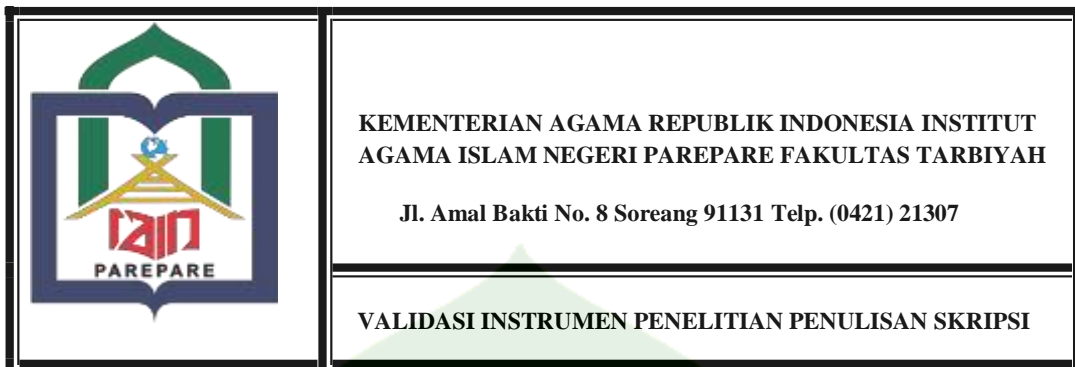 iain
PAREPARE
KEMENTERIAN AGAMA REPUBLIK INDONESIA INSTITUT
AGAMA ISLAM NEGERI PAREPARE FAKULTAS TARBIYAH
Jl. Amal Bakti No. 8 Soreang 91131 Telp. (0421) 21307
VALIDASI INSTRUMEN PENELITIAN PENULISAN SKRIPSI